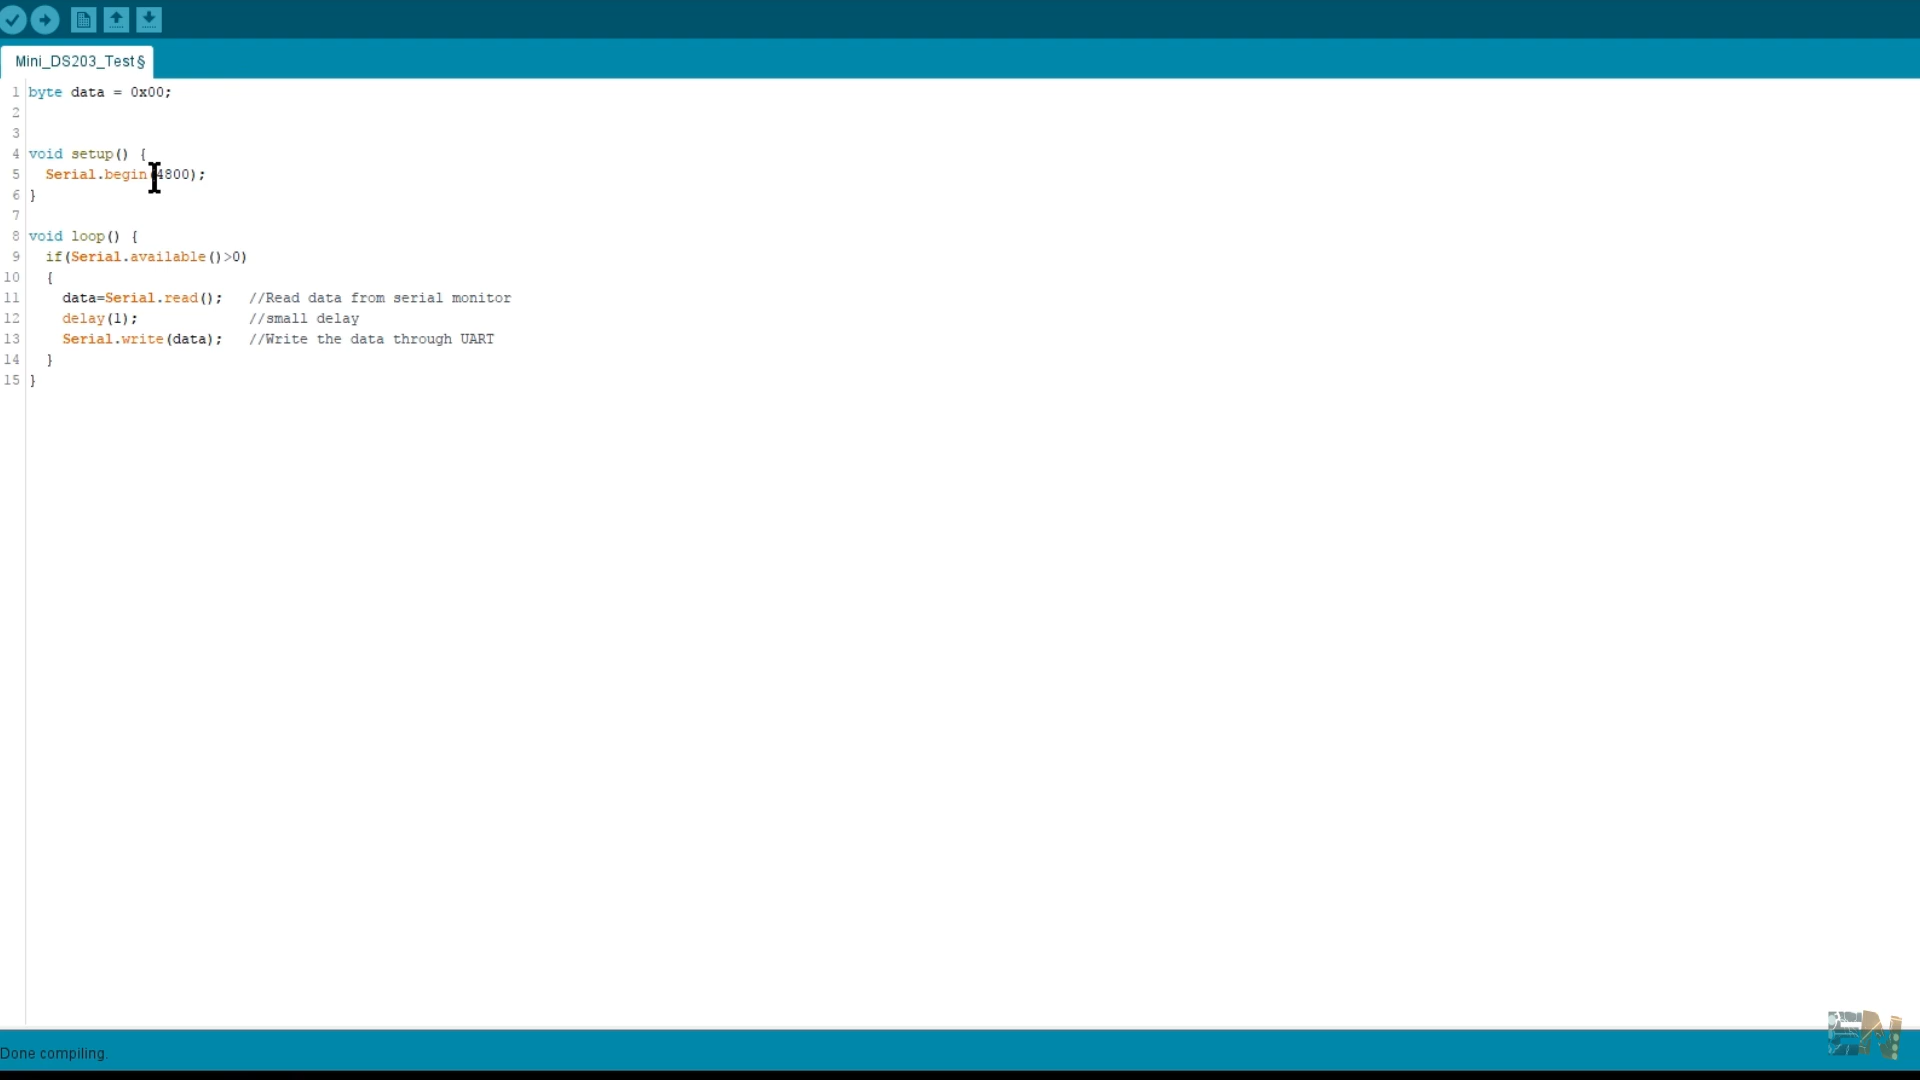 Mini_DS203_Test§
1 byte data = 0x00;
2
3
4 void setup() {
5   Serial.begin(4800);
6 }
7
8 void loop() {
9   if(Serial.available()>0)
10   {
11     data=Serial.read();   //Read data from serial monitor
12     delay(1);             //small delay
13     Serial.write(data);   //Write the data through UART
14   }
15 }
Done compiling.
EN